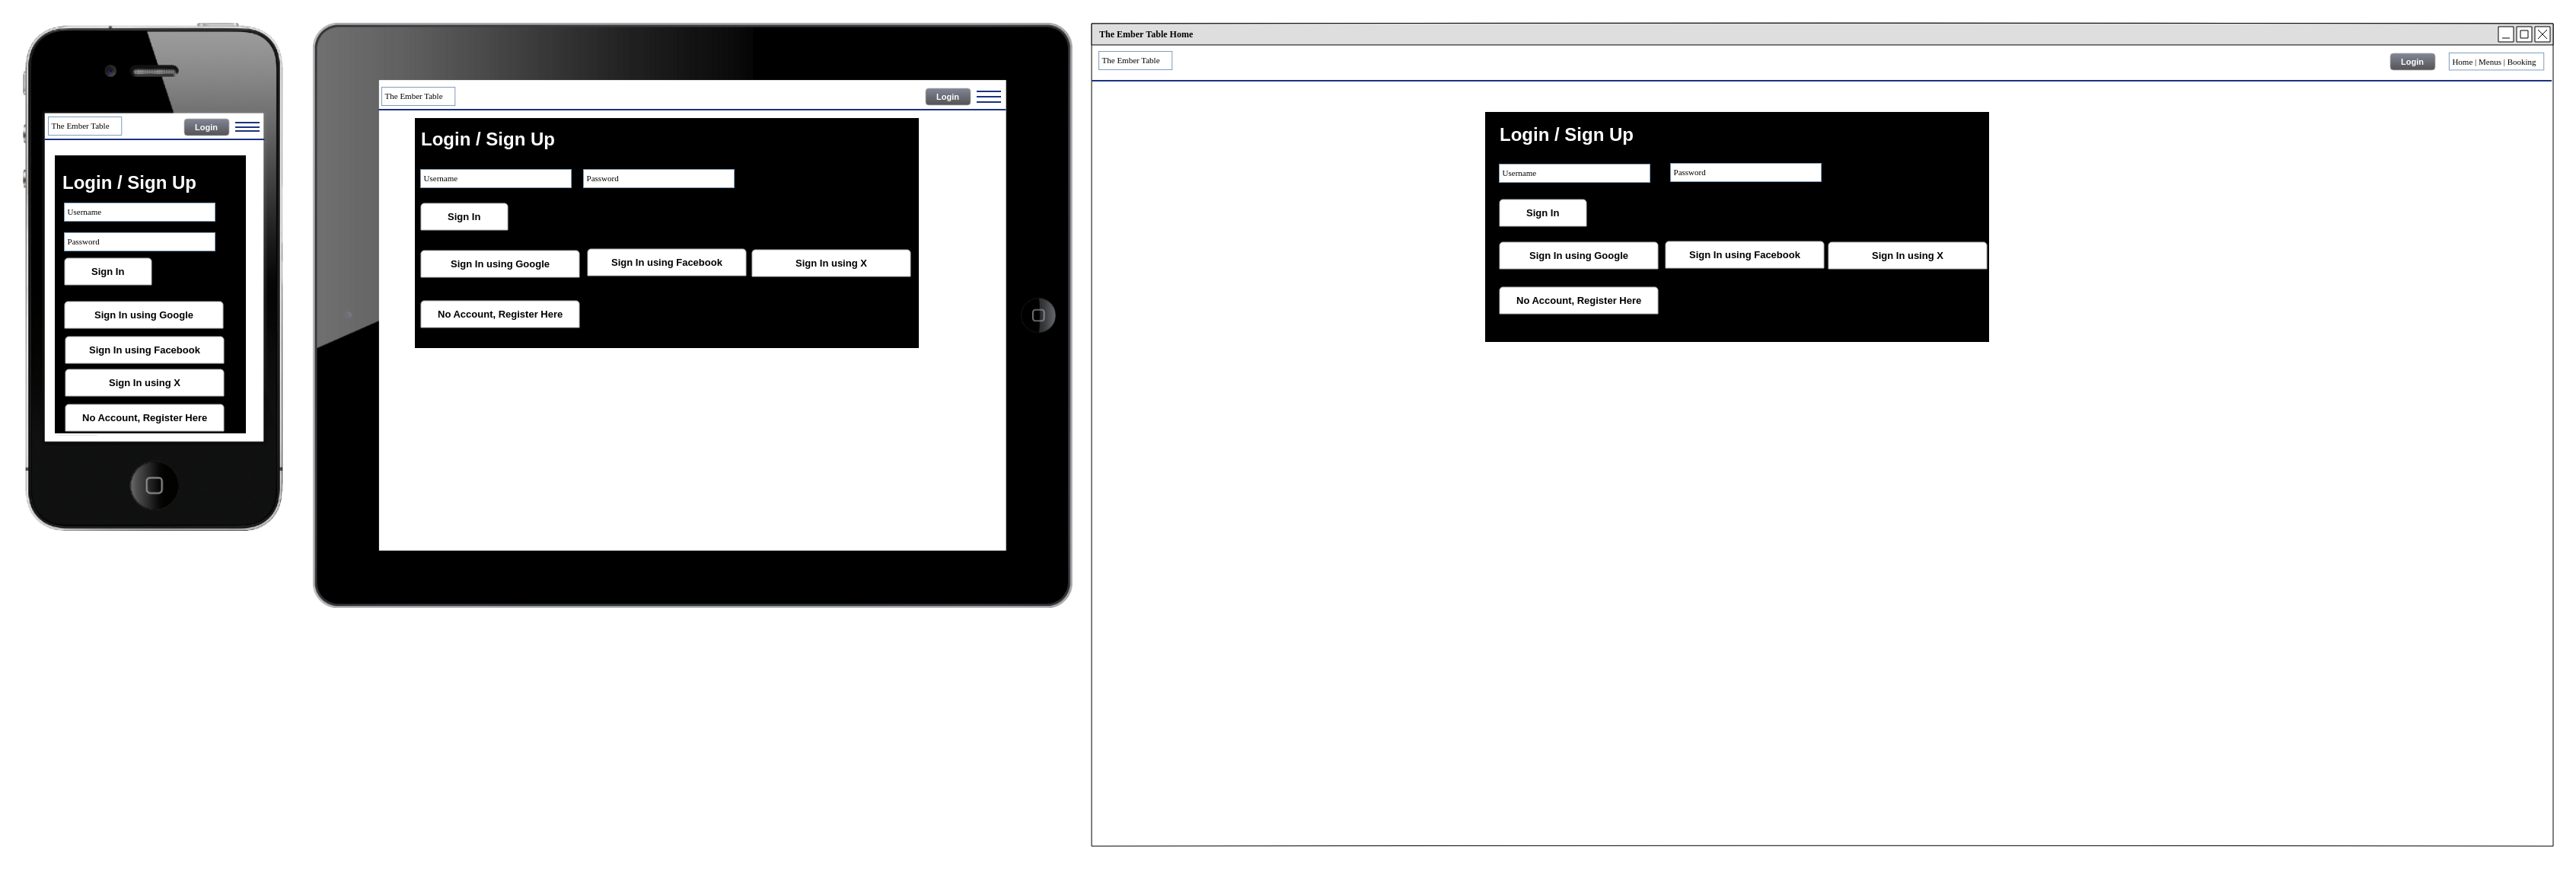 The Ember Table
Login
Login / Sign Up
Username
Password
Sign In
Sign In using Google
Sign In using Facebook
Sign In using X
No Account, Register Here
The Ember Table
Login
Login / Sign Up
Username
Password
Sign In
Sign In using Google
Sign In using Facebook
Sign In using X
No Account, Register Here
The Ember Table Home
The Ember Table
Login
Home | Menus | Booking
Login / Sign Up
Username
Password
Sign In
Sign In using Google
Sign In using Facebook
Sign In using X
No Account, Register Here